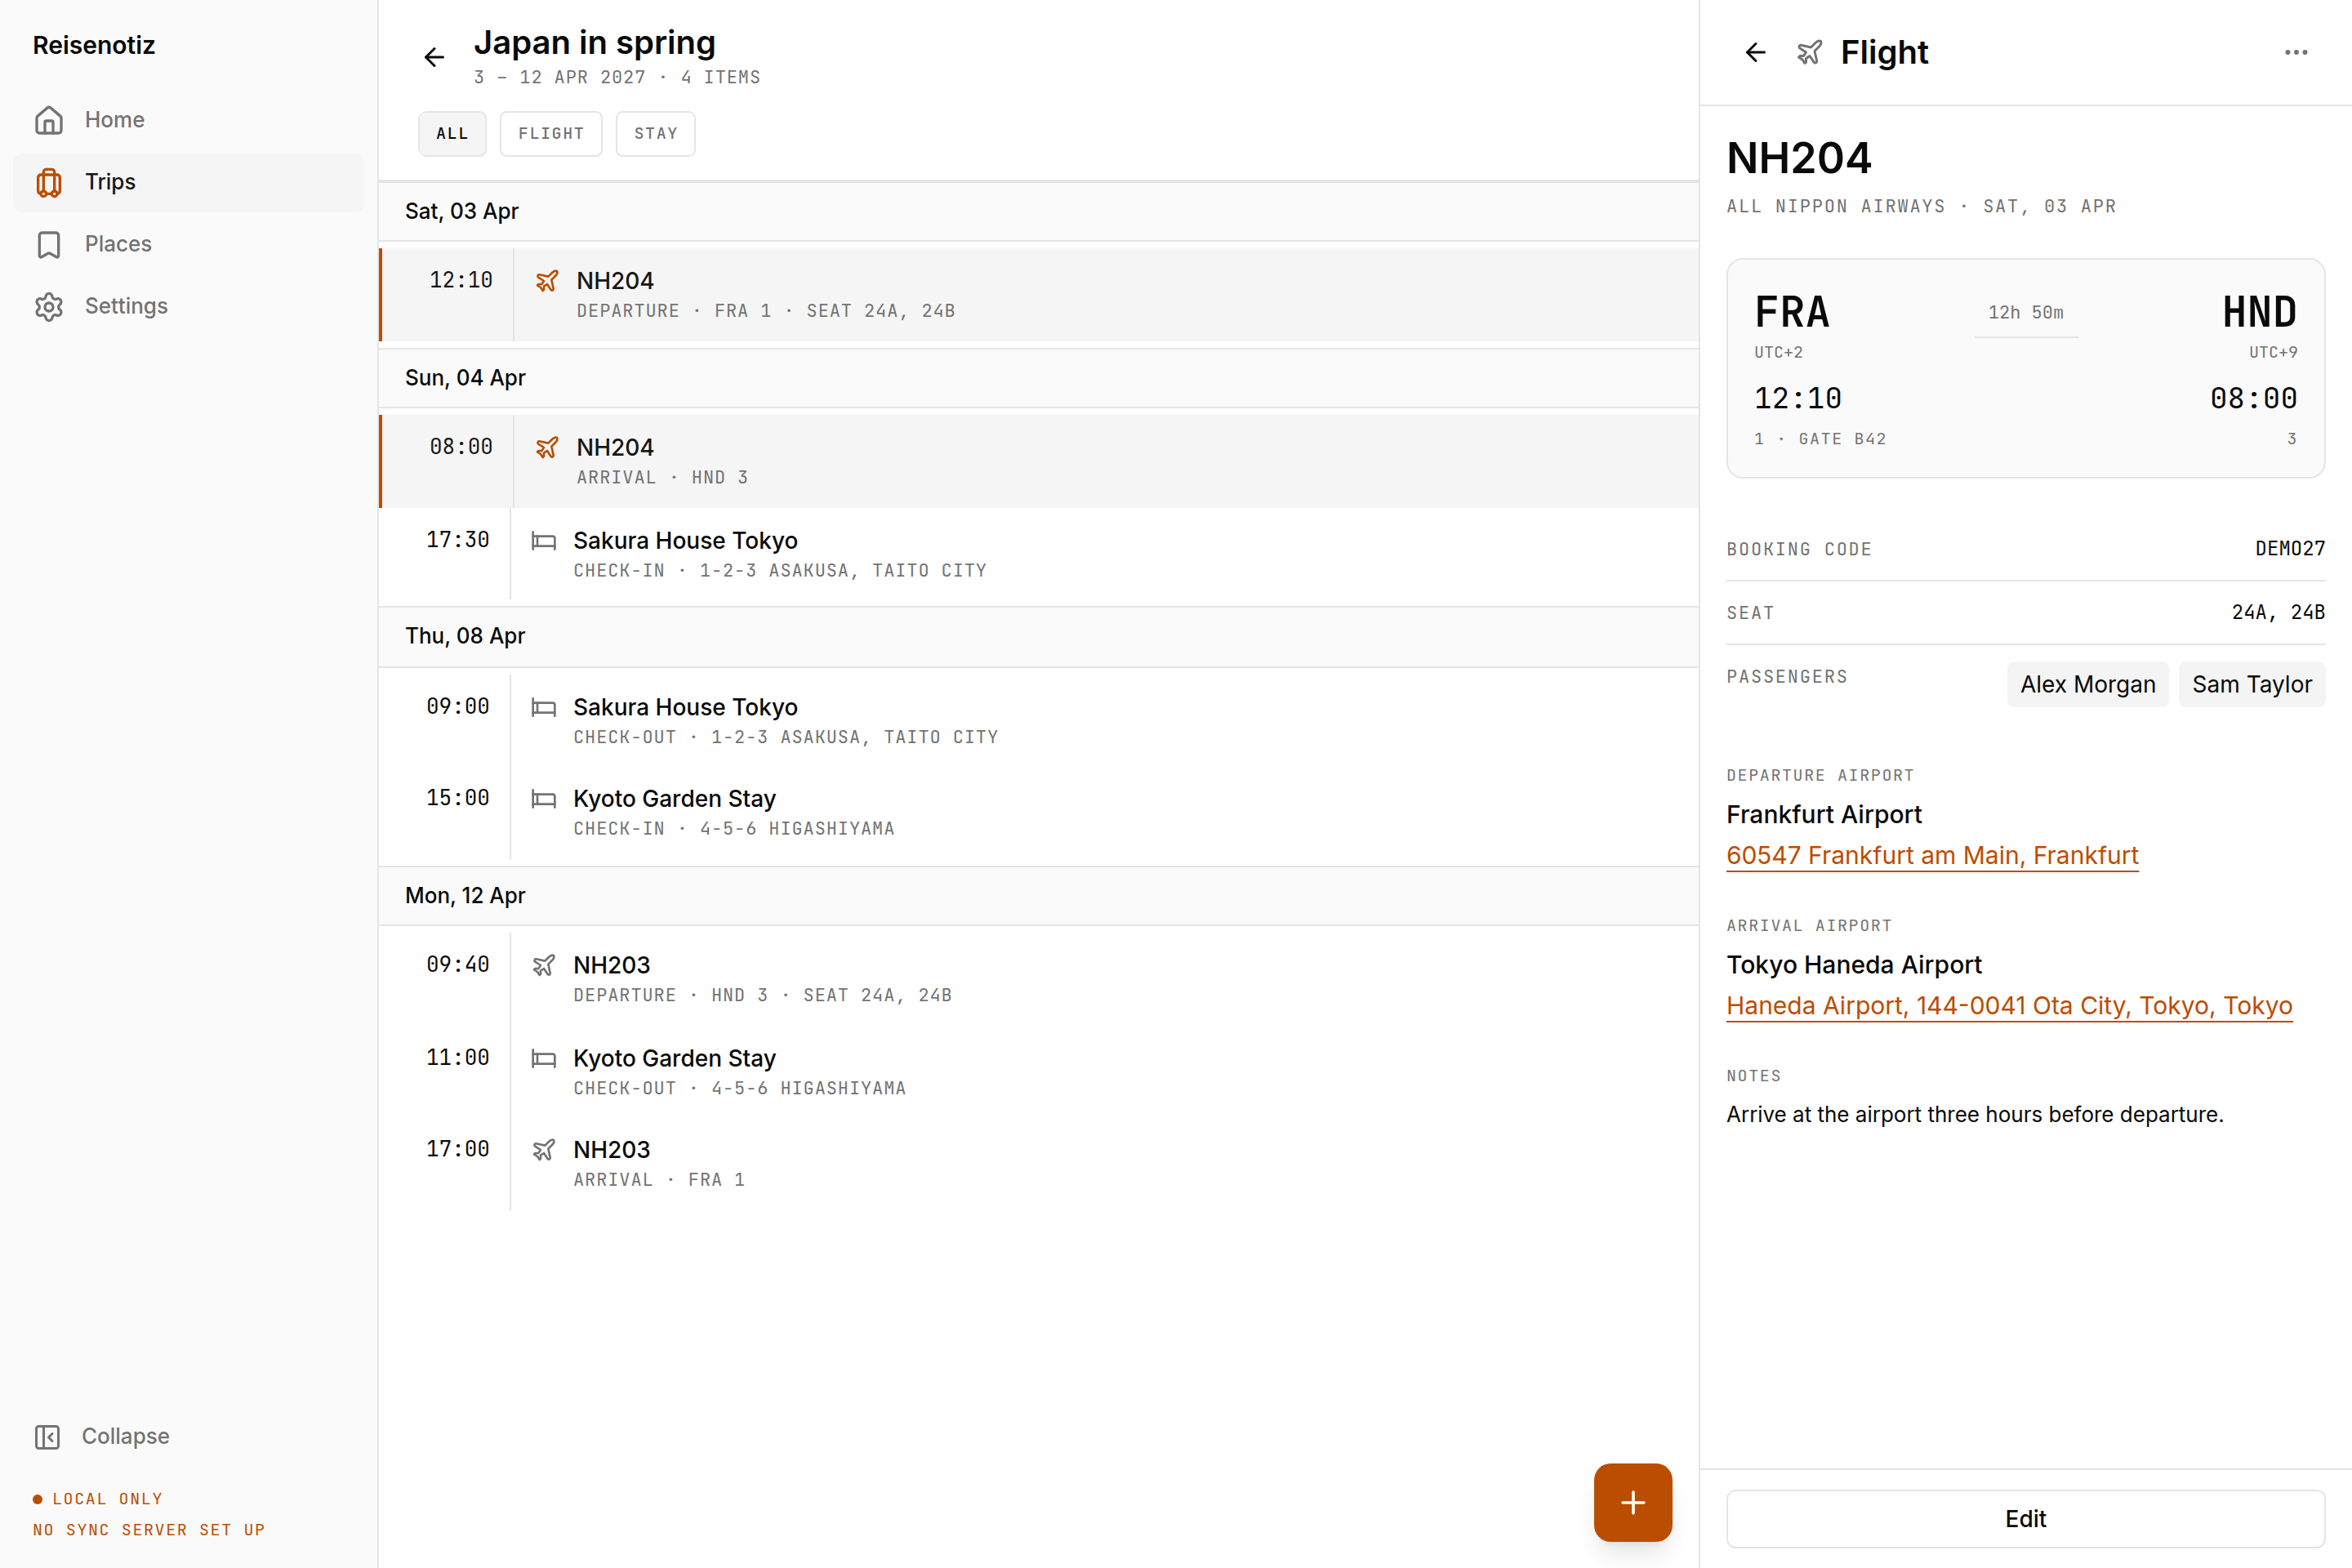 Reisenotiz
Home
Trips
Places
Settings
Collapse
LOCAL ONLY
NO SYNC SERVER SET UP
Japan in spring
3 – 12 APR 2027 · 4 ITEMS
ALL FLIGHT STAY
Sat, 03 Apr
12:10 NH204
DEPARTURE · FRA 1 · SEAT 24A, 24B
Sun, 04 Apr
08:00 NH204
ARRIVAL · HND 3
17:30 Sakura House Tokyo
CHECK-IN · 1-2-3 ASAKUSA, TAITO CITY
Thu, 08 Apr
09:00 Sakura House Tokyo
CHECK-OUT · 1-2-3 ASAKUSA, TAITO CITY
15:00 Kyoto Garden Stay
CHECK-IN · 4-5-6 HIGASHIYAMA
Mon, 12 Apr
09:40 NH203
DEPARTURE · HND 3 · SEAT 24A, 24B
11:00 Kyoto Garden Stay
CHECK-OUT · 4-5-6 HIGASHIYAMA
17:00 NH203
ARRIVAL · FRA 1
Flight
NH204
ALL NIPPON AIRWAYS · SAT, 03 APR
FRA 12h 50m HND
UTC+2 UTC+9
12:10 08:00
1 · GATE B42 3
BOOKING CODE DEMO27
SEAT 24A, 24B
PASSENGERS Alex Morgan Sam Taylor
DEPARTURE AIRPORT
Frankfurt Airport
60547 Frankfurt am Main, Frankfurt
ARRIVAL AIRPORT
Tokyo Haneda Airport
Haneda Airport, 144-0041 Ota City, Tokyo, Tokyo
NOTES
Arrive at the airport three hours before departure.
Edit